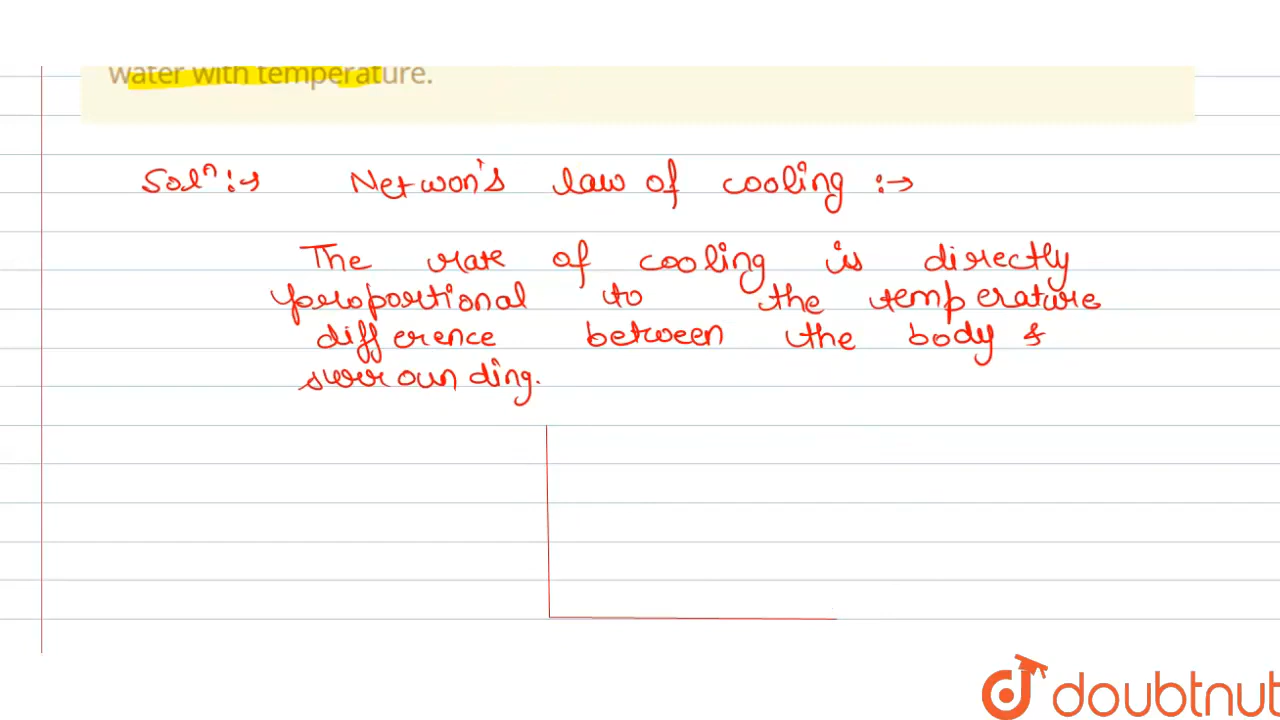 water with temperature.
Solⁿ :→ Netwon's law of cooling :→
The rate of cooling is directly
proportional to the temperature
difference between the body &
surrounding.
doubtnut